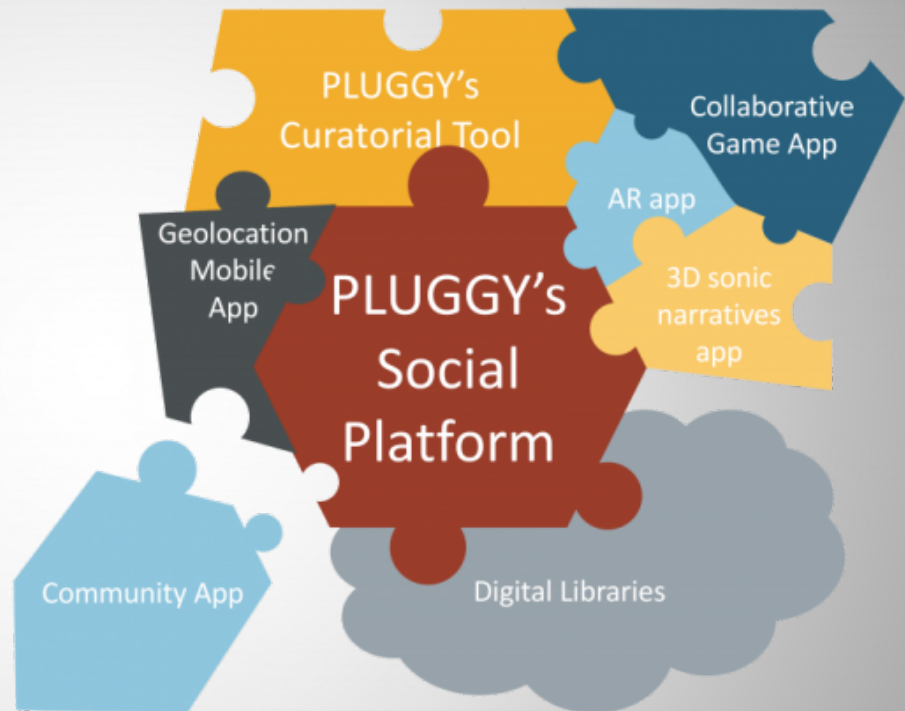 PLUGGY's
Curatorial Tool
Collaborative
Game App
AR app
Geolocation
Mobile
App
PLUGGY's
Social
Platform
3D sonic
narratives
app
Community App
Digital Libraries